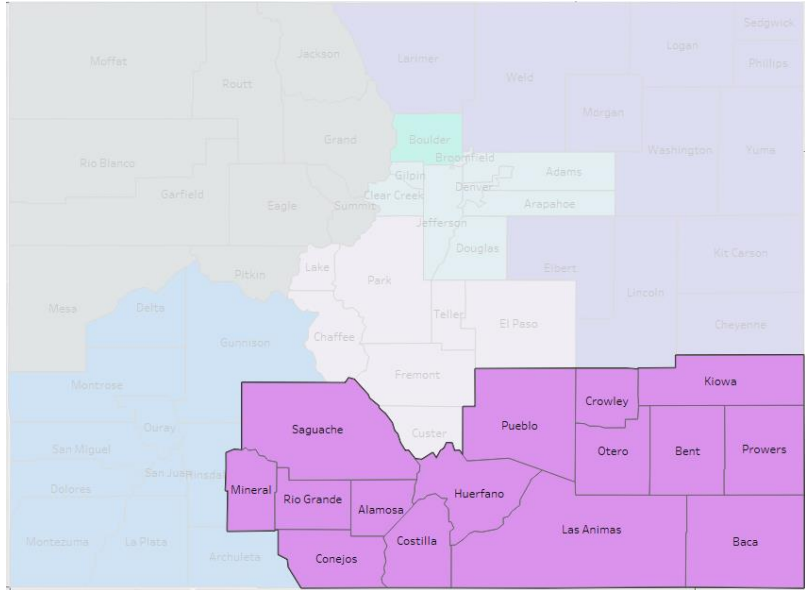 Sedgwick
Jackson
Logan
Larimer
Moffat
Phillips
Weld
Routt
Morgan
Grand
Boulder
Washington
Yuma
Broomfield
Rio Blanco
Gilpin
Adams
Denver
Garfield
Clear Creek
Eagle
Summit
Arapahoe
Jefferson
Douglas
Kit Carson
Elbert
Lake
Pitkin
Park
Lincoln
Mesa
Delta
Teller
El Paso
Cheyenne
Chaffee
Gunnison
Fremont
Montrose
Kiowa
Crowley
Ouray
Pueblo
Custer
Saguache
San Miguel
Otero
Bent
Prowers
San Juan
Hinsdale
Dolores
Mineral
Rio Grande
Huerfano
Alamosa
Las Animas
Montezuma
La Plata
Costilla
Baca
Archuleta
Conejos